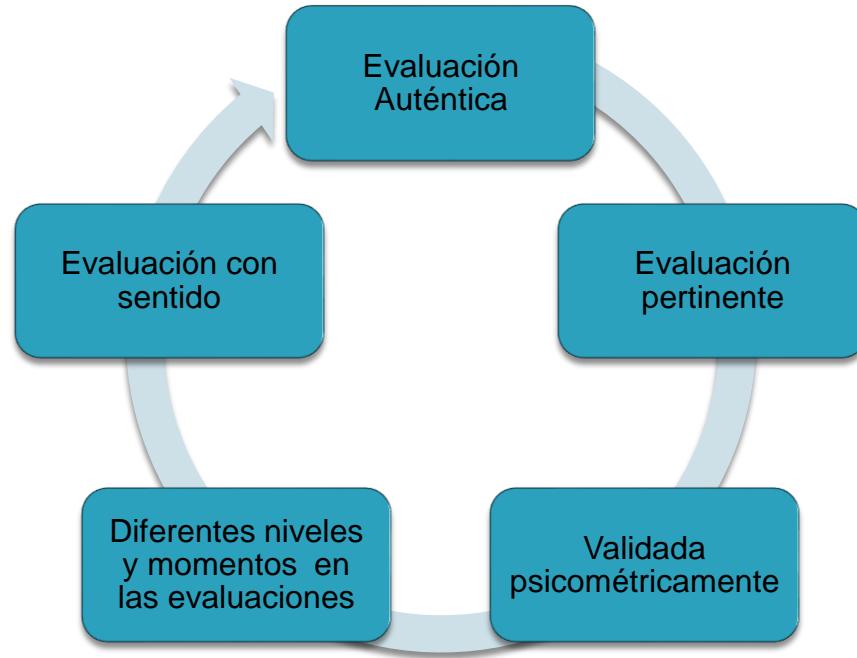 Evaluación
Auténtica
Evaluación
pertinente
Validada
psicométricamente
Diferentes niveles
y momentos en
las evaluaciones
Evaluación con
sentido